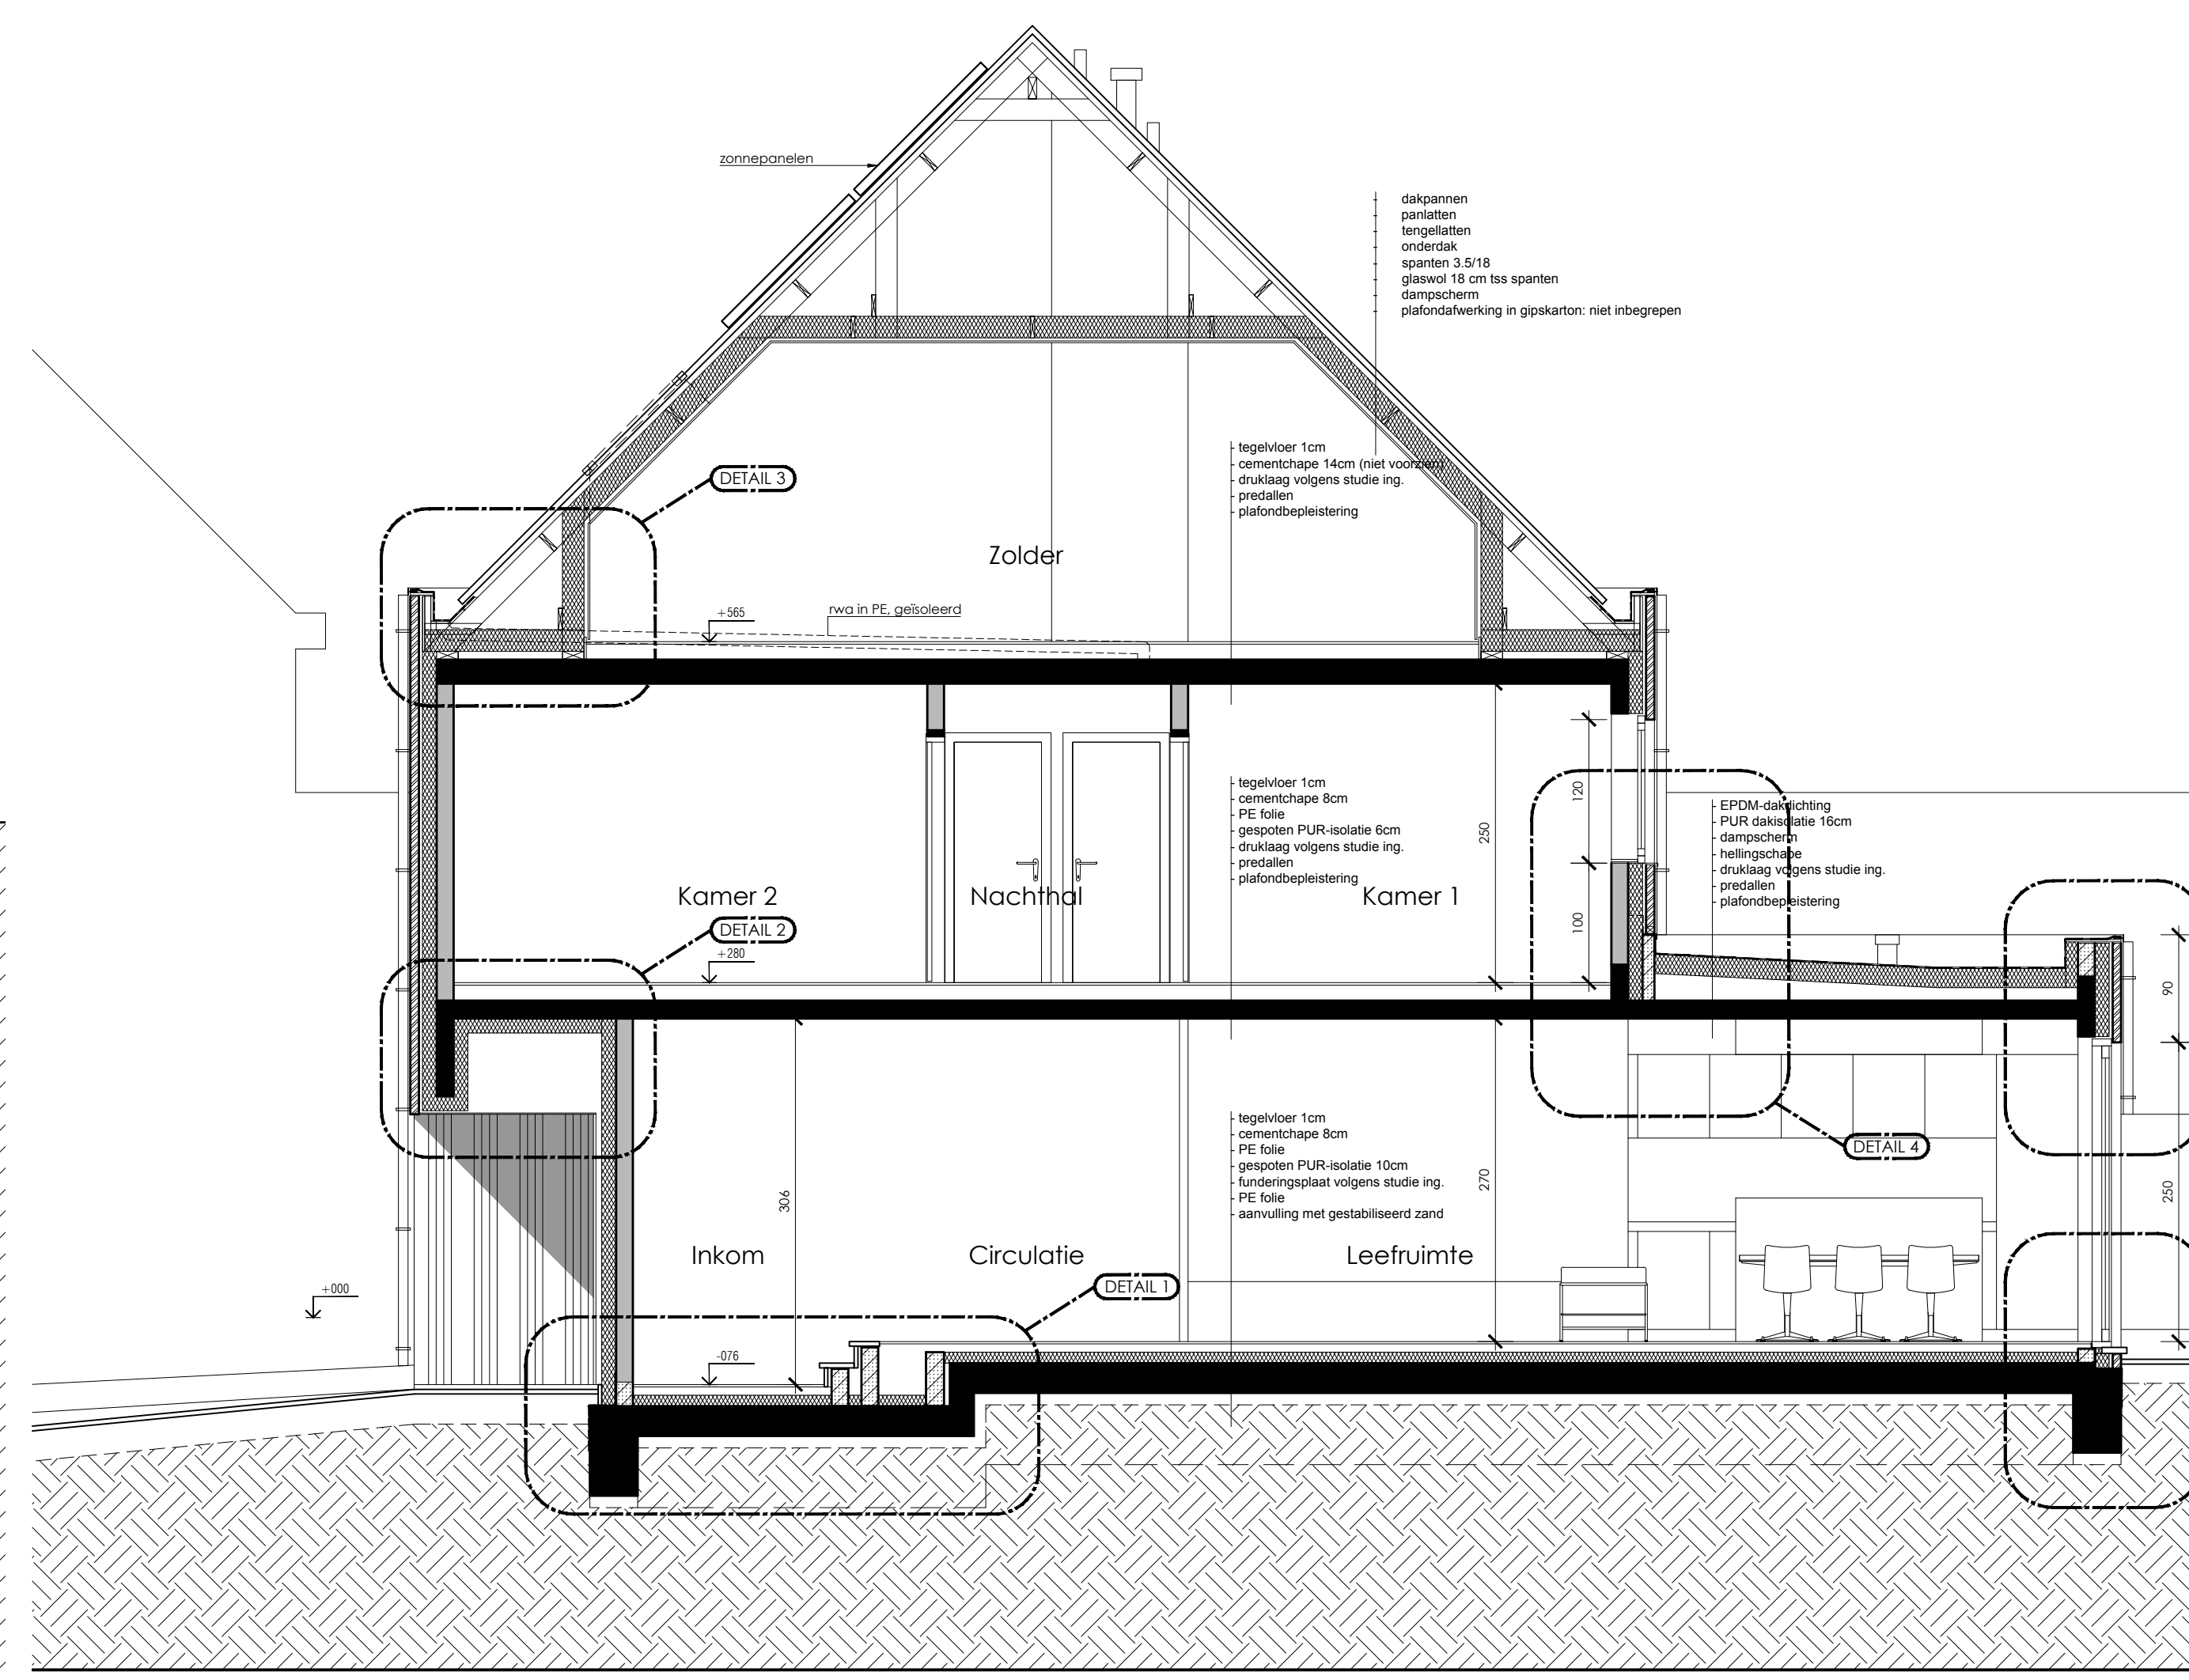 zonnepanelen
dakpannen
panlatten
tengellatten
onderdak
spanten 3.5/18
glaswol 18 cm tss spanten
dampscherm
plafondafwerking in gipskarton: niet inbegrepen
- tegelvloer 1cm
- cementchape 14cm (niet voorzien)
- druklaag volgens studie ing.
- predallen
- plafondbepleistering
DETAIL 3
Zolder
+565
rwa in PE, geïsoleerd
- tegelvloer 1cm
- cementchape 8cm
- PE folie
- gespoten PUR-isolatie 6cm
- druklaag volgens studie ing.
- predallen
- plafondbepleistering
250
120
100
- EPDM-dakdichting
- PUR dakisolatie 16cm
- dampscherm
- hellingschape
- druklaag volgens studie ing.
- predallen
- plafondbepleistering
Kamer 2
Nachthal
Kamer 1
DETAIL 2
+280
90
- tegelvloer 1cm
- cementchape 8cm
- PE folie
- gespoten PUR-isolatie 10cm
- funderingsplaat volgens studie ing.
- PE folie
- aanvulling met gestabiliseerd zand
DETAIL 4
306
270
250
Inkom
Circulatie
Leefruimte
DETAIL 1
+000
-076